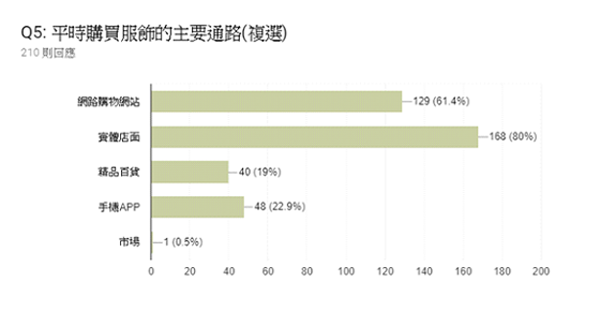 Q5: 平時購買服飾的主要通路(複選)
210 則回應
網路購物網站
129 (61.4%)
實體店面
168 (80%)
精品百貨
40 (19%)
手機APP
48 (22.9%)
市場
1 (0.5%)
0 20 40 60 80 100 120 140 160 180 200